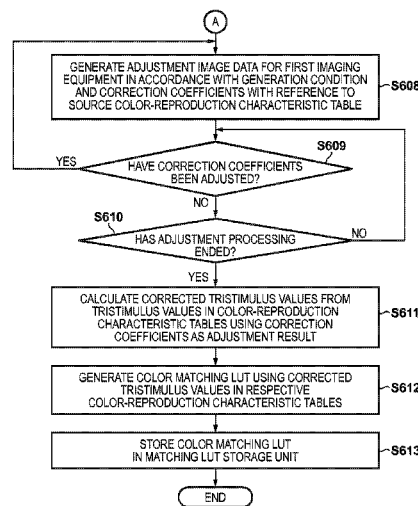 A
GENERATE ADJUSTMENT IMAGE DATA FOR FIRST IMAGING
EQUIPMENT IN ACCORDANCE WITH GENERATION CONDITION
AND CORRECTION COEFFICIENTS WITH REFERENCE TO
SOURCE COLOR-REPRODUCTION CHARACTERISTIC TABLE
S608
S609
YES
HAVE CORRECTION COEFFICIENTS
BEEN ADJUSTED?
NO
S610
NO
HAS ADJUSTMENT PROCESSING
ENDED?
YES
CALCULATE CORRECTED TRISTIMULUS VALUES FROM
TRISTIMULUS VALUES IN COLOR-REPRODUCTION
CHARACTERISTIC TABLES USING CORRECTION
COEFFICIENTS AS ADJUSTMENT RESULT
S611
GENERATE COLOR MATCHING LUT USING CORRECTED
TRISTIMULUS VALUES IN RESPECTIVE
COLOR-REPRODUCTION CHARACTERISTIC TABLES
S612
STORE COLOR MATCHING LUT
IN MATCHING LUT STORAGE UNIT
S613
END